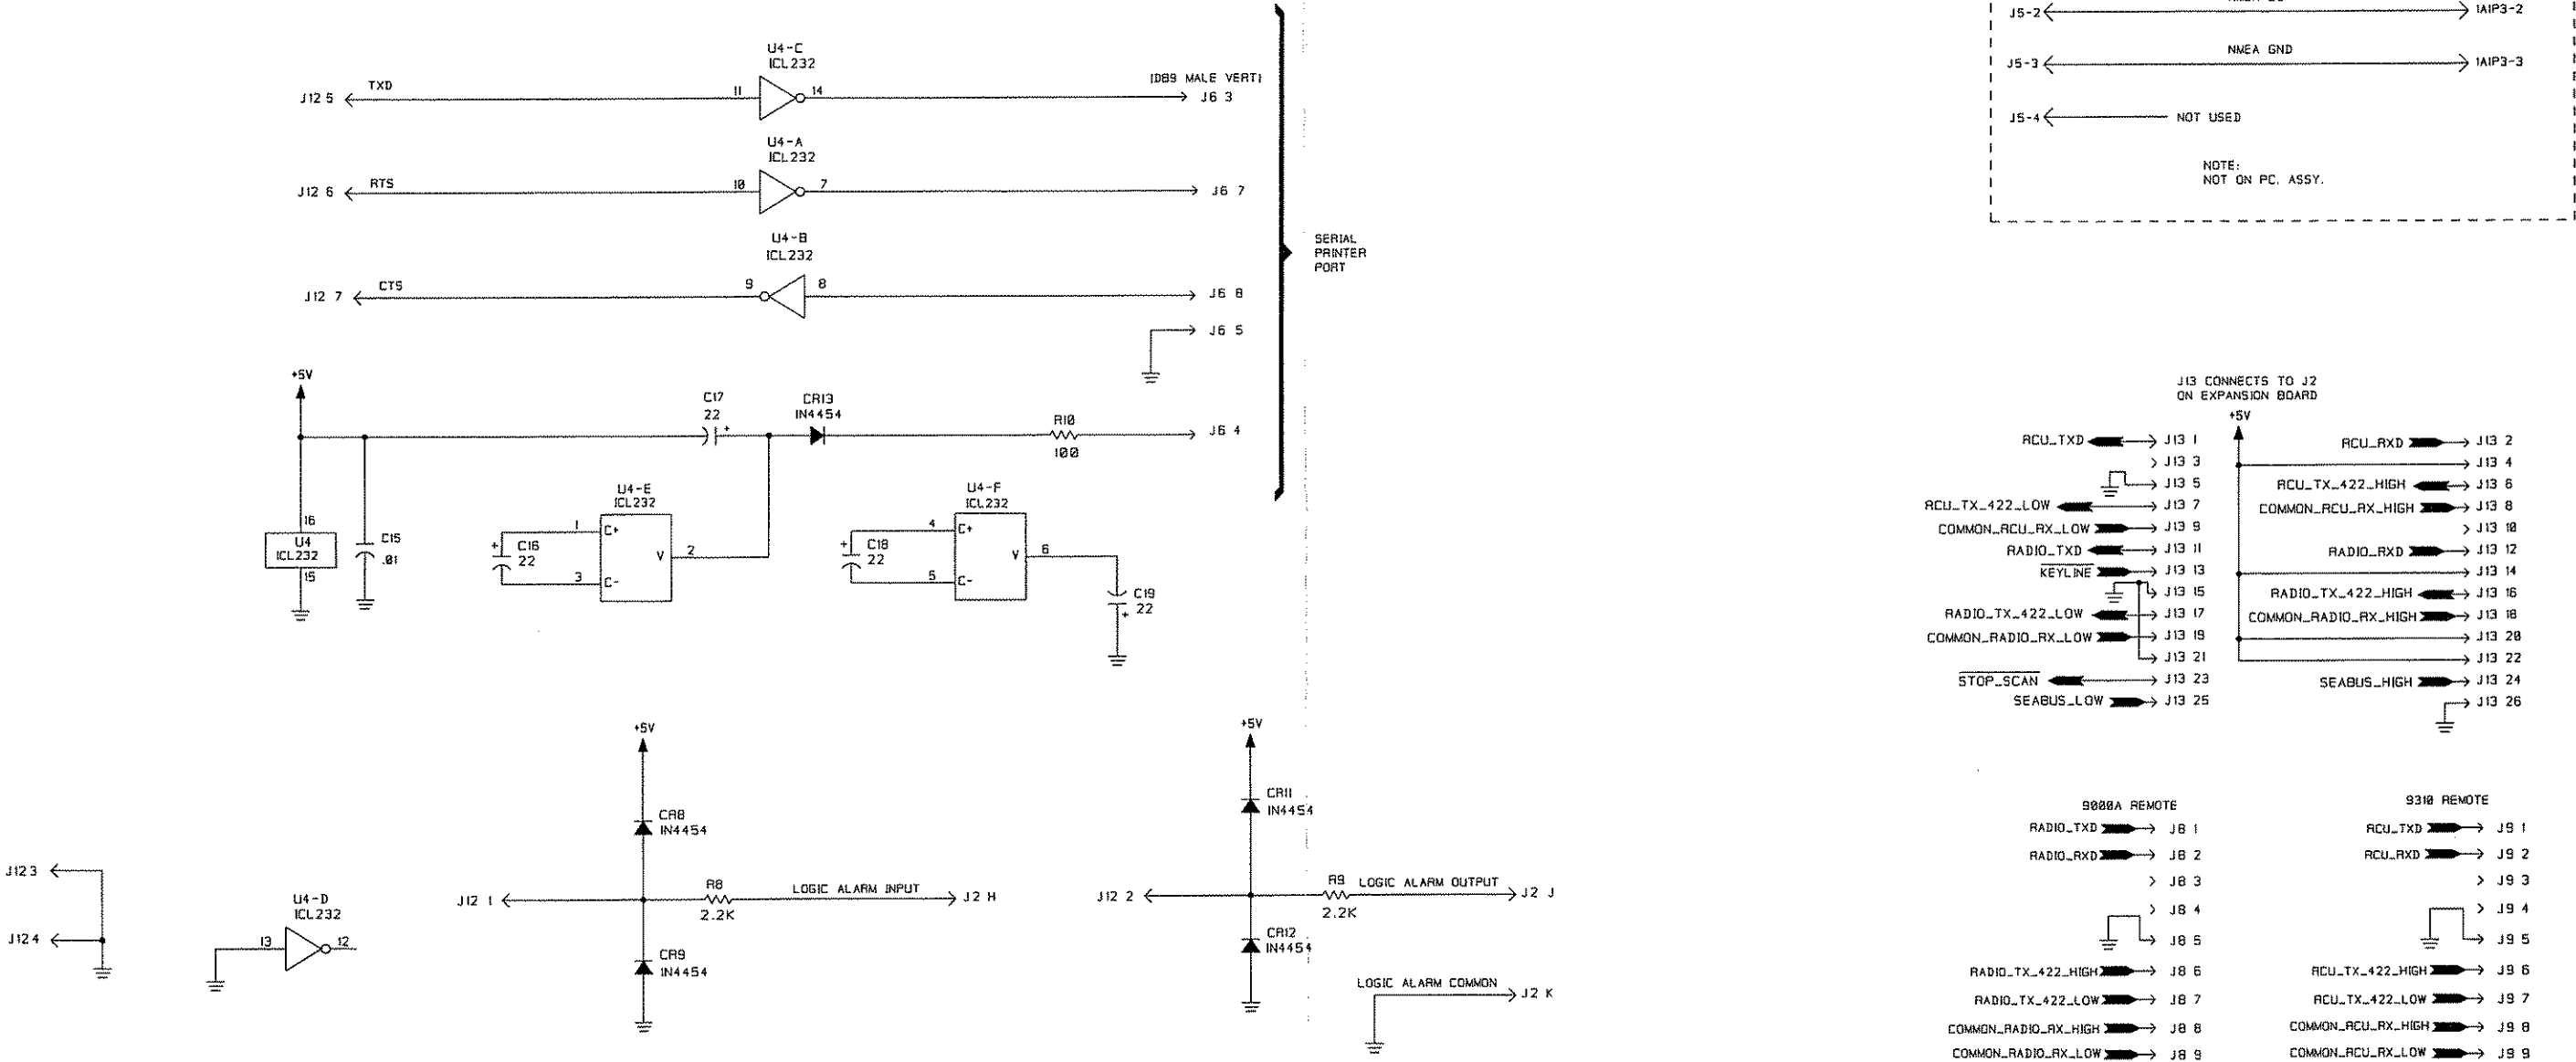 U4-C
ICL232
J12 5
TXD
11
14
(DB9 MALE VERT)
J6 3
U4-A
ICL232
J12 6
RTS
10
7
J6 7
U4-B
ICL232
J12 7
CTS
9
8
J6 8
J6 5
SERIAL
PRINTER
PORT
+5V
C17
22
+
CR13
IN4454
R10
100
J6 4
16
U4
ICL232
15
C15
.01
U4-E
ICL232
1
C+
+
C16
22
V
2
3
C-
U4-F
ICL232
4
C+
+
C18
22
V
6
5
C-
C19
22
+
J5-2
1A1P3-2
J5-3
NMEA GND
1A1P3-3
J5-4
NOT USED
NOTE:
NOT ON PC. ASSY.
J13 CONNECTS TO J2
ON EXPANSION BOARD
+5V
RCU_TXD
J13 1
RCU_RXD
J13 2
J13 3
J13 4
J13 5
RCU_TX_422_HIGH
J13 6
RCU_TX_422_LOW
J13 7
COMMON_RCU_RX_HIGH
J13 8
COMMON_RCU_RX_LOW
J13 9
J13 10
RADIO_TXD
J13 11
RADIO_RXD
J13 12
KEYLINE
J13 13
J13 14
J13 15
RADIO_TX_422_HIGH
J13 16
RADIO_TX_422_LOW
J13 17
COMMON_RADIO_RX_HIGH
J13 18
COMMON_RADIO_RX_LOW
J13 19
J13 20
J13 21
J13 22
STOP_SCAN
J13 23
SEABUS_HIGH
J13 24
SEABUS_LOW
J13 25
J13 26
J12 3
J12 4
U4-D
ICL232
13
12
+5V
CR8
IN4454
J12 1
R8
2.2K
LOGIC ALARM INPUT
J2 H
CR9
IN4454
+5V
CR11
IN4454
J12 2
R9
2.2K
LOGIC ALARM OUTPUT
J2 J
CR12
IN4454
LOGIC ALARM COMMON
J2 K
9000A REMOTE
RADIO_TXD
J8 1
RADIO_RXD
J8 2
J8 3
J8 4
J8 5
RADIO_TX_422_HIGH
J8 6
RADIO_TX_422_LOW
J8 7
COMMON_RADIO_RX_HIGH
J8 8
COMMON_RADIO_RX_LOW
J8 9
9310 REMOTE
RCU_TXD
J9 1
RCU_RXD
J9 2
J9 3
J9 4
J9 5
RCU_TX_422_HIGH
J9 6
RCU_TX_422_LOW
J9 7
COMMON_RCU_RX_HIGH
J9 8
COMMON_RCU_RX_LOW
J9 9